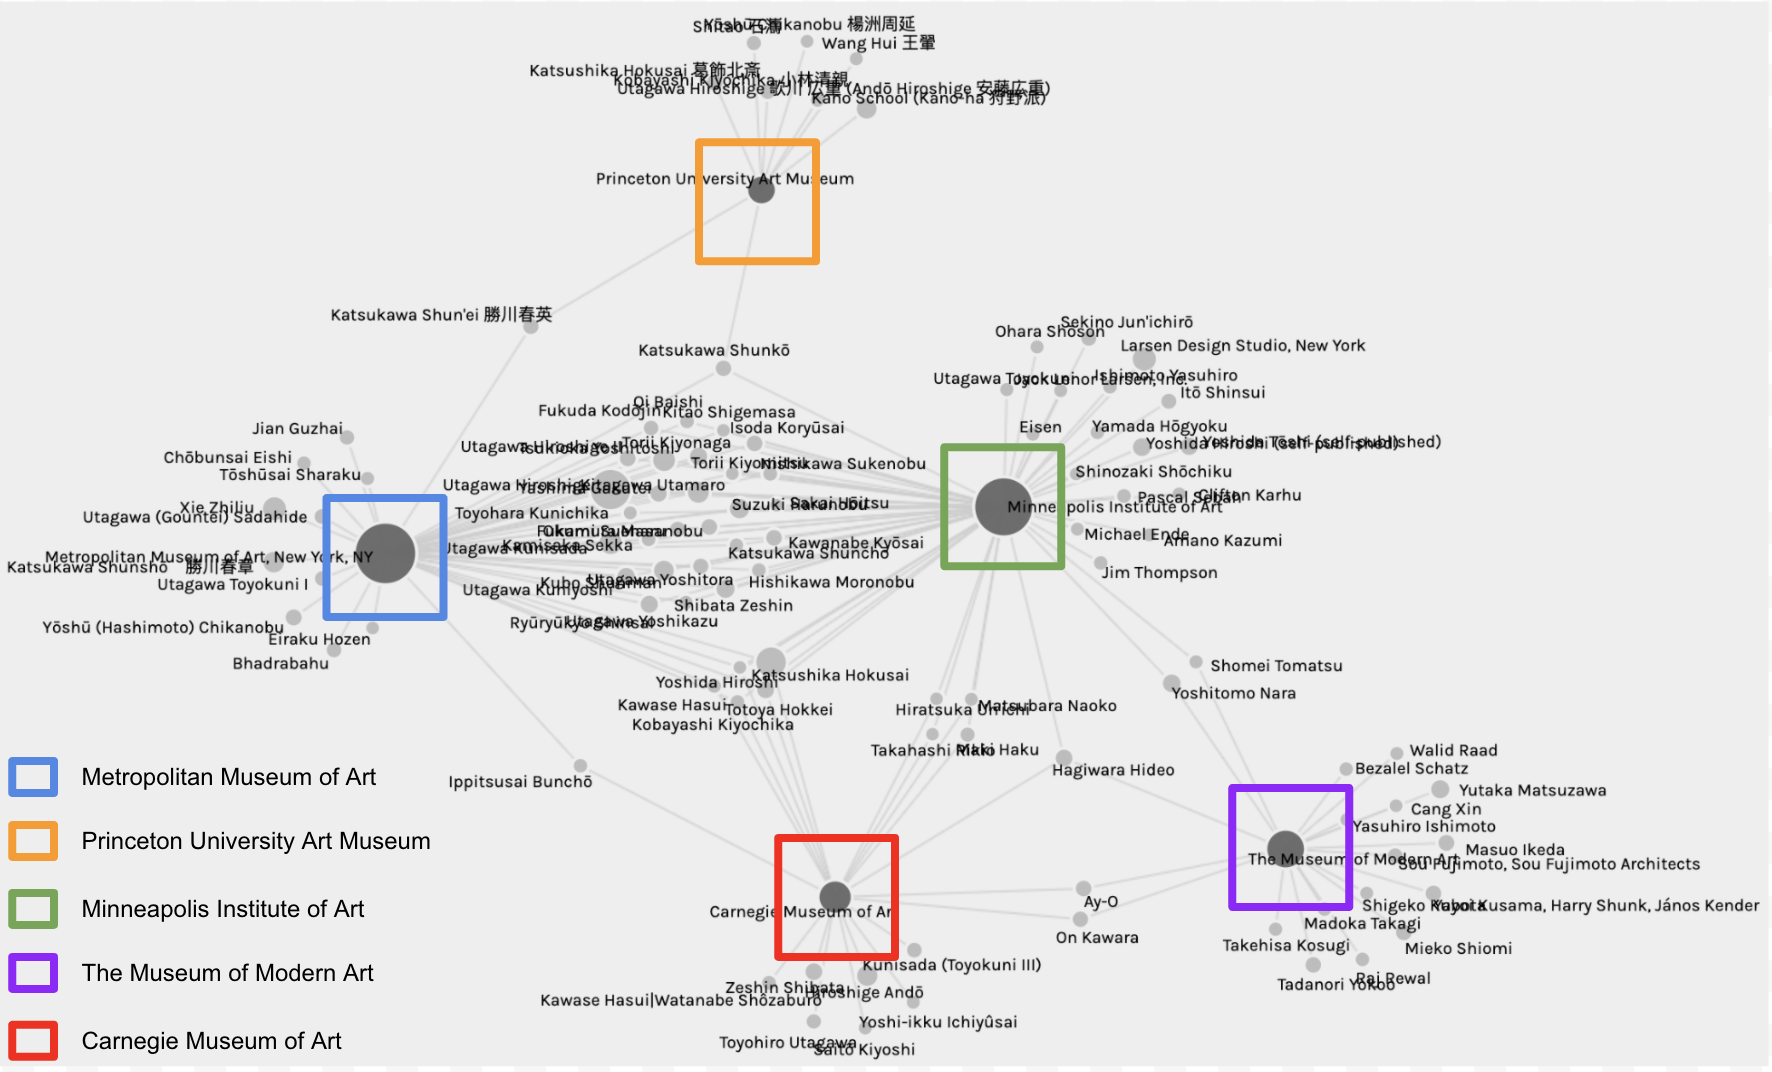 Yōshū Chikanobu 楊洲周延
Shitao 石濤
Wang Hui 王翬
Katsushika Hokusai 葛飾北斎
Kobayashi Kiyochika 小林清親
Utagawa Hiroshige 歌川広重 (Andō Hiroshige 安藤広重)
Kano School (Kano-ha 狩野派)
Princeton University Art Museum
Katsukawa Shun'ei 勝川春英
Katsukawa Shunkō
Sekino Jun'ichirō
Ohara Shōson
Larsen Design Studio, New York
Utagawa Toyokuni
Jack Lenor Larsen, Inc.
Ishimoto Yasuhiro
Itō Shinsui
Qi Baishi
Fukuda Kodōjin
Kitao Shigemasa
Isoda Koryūsai
Eisen
Yamada Hōgyoku
Jian Guzhai
Utagawa Hiroshige
Tsukioka Yoshitoshi
Torii Kiyonaga
Yoshida Hiroshi (self-published)
Yoshida Tōshi (self-published)
Chōbunsai Eishi
Torii Kiyomitsu
Nishikawa Sukenobu
Tōshūsai Sharaku
Shinozaki Shōchiku
Utagawa Hiroshige
Yashima Gakutei
Kitagawa Utamaro
Pascal Sebah
Clifton Karhu
Xie Zhiliu
Suzuki Harunobu
Sakai Hōitsu
Minneapolis Institute of Art
Utagawa (Gountei) Sadahide
Toyohara Kunichika
Okumura Masanobu
Michael Ende
Amano Kazumi
Utagawa Kunisada
Kamisaka Sekka
Kawanabe Kyōsai
Katsukawa Shunchō
Metropolitan Museum of Art, New York, NY
Katsukawa Shunshō 勝川春章
Jim Thompson
Utagawa Toyokuni I
Kubo Shunman
Utagawa Yoshitora
Hishikawa Moronobu
Utagawa Kuniyoshi
Shibata Zeshin
Ryūryūkyo Shinsai
Utagawa Yoshikazu
Yōshū (Hashimoto) Chikanobu
Eiraku Hozen
Bhadrabahu
Katsushika Hokusai
Yoshida Hiroshi
Shomei Tomatsu
Yoshitomo Nara
Kawase Hasui
Totoya Hokkei
Kobayashi Kiyochika
Hiratsuka Un'ichi
Matsubara Naoko
Takahashi Rikio
Maki Haku
Hagiwara Hideo
Ippitsusai Bunchō
Walid Raad
Bezalel Schatz
Yutaka Matsuzawa
Cang Xin
Yasuhiro Ishimoto
Masuo Ikeda
The Museum of Modern Art
Sou Fujimoto, Sou Fujimoto Architects
Ay-O
Shigeko Kubota
Yayoi Kusama, Harry Shunk, János Kender
Carnegie Museum of Art
Madoka Takagi
On Kawara
Takehisa Kosugi
Mieko Shiomi
Kunisada (Toyokuni III)
Raj Rewal
Tadanori Yokoo
Zeshin Shibata
Hiroshige Andō
Kawase Hasui|Watanabe Shōzaburō
Yoshi-ikku Ichiyûsai
Toyohiro Utagawa
Saitō Kiyoshi
Metropolitan Museum of Art
Princeton University Art Museum
Minneapolis Institute of Art
The Museum of Modern Art
Carnegie Museum of Art